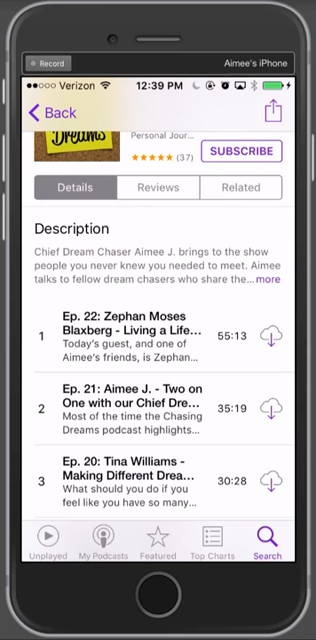 Record
Aimee's iPhone
Verizon
12:39 PM
Back
Dreams
Personal Jour...
(37)
SUBSCRIBE
Details
Reviews
Related
Description
Chief Dream Chaser Aimee J. brings to the show
people you never knew you needed to meet. Aimee
talks to fellow dream chasers who share the... more
1
Ep. 22: Zephan Moses
Blaxberg - Living a Life...
Today's guest, and one of
Aimee's friends, is Zephan...
55:13
2
Ep. 21: Aimee J. - Two on
One with our Chief Dre...
Most of the time the Chasing
Dreams podcast highlights...
35:19
3
Ep. 20: Tina Williams -
Making Different Drea...
What should you do if you
feel like you have so many...
30:28
Unplayed
My Podcasts
Featured
Top Charts
Search